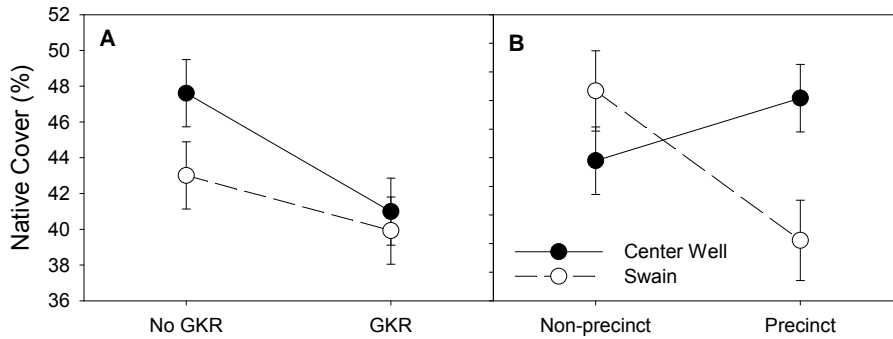 52
50
48
46
44
42
40
38
36
Native Cover (%)
A
B
Center Well
Swain
No GKR
GKR
Non-precinct
Precinct